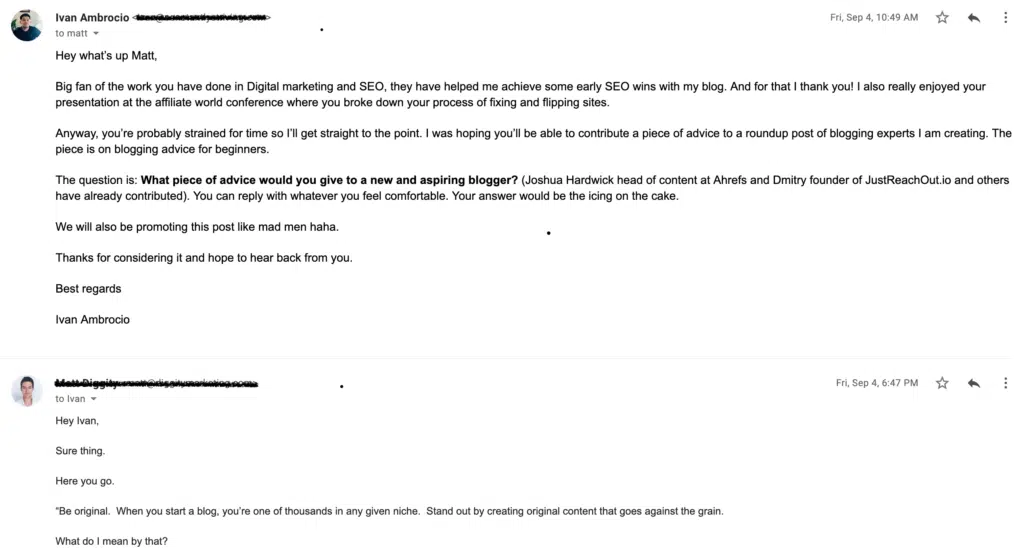 Ivan Ambrocio
Fri, Sep 4, 10:49 AM
to matt
Hey what's up Matt,
Big fan of the work you have done in Digital marketing and SEO, they have helped me achieve some early SEO wins with my blog. And for that I thank you! I also really enjoyed your
presentation at the affiliate world conference where you broke down your process of fixing and flipping sites.
Anyway, you're probably strained for time so I'll get straight to the point. I was hoping you'll be able to contribute a piece of advice to a roundup post of blogging experts I am creating. The
piece is on blogging advice for beginners.
The question is: What piece of advice would you give to a new and aspiring blogger? (Joshua Hardwick head of content at Ahrefs and Dmitry founder of JustReachOut.io and others
have already contributed). You can reply with whatever you feel comfortable. Your answer would be the icing on the cake.
We will also be promoting this post like mad men haha.
Thanks for considering it and hope to hear back from you.
Best regards
Ivan Ambrocio
Fri, Sep 4, 6:47 PM
to Ivan
Hey Ivan,
Sure thing.
Here you go.
"Be original.  When you start a blog, you're one of thousands in any given niche.  Stand out by creating original content that goes against the grain.
What do I mean by that?